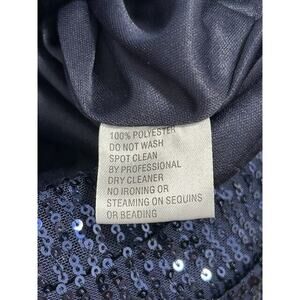 100% POLYESTER
DO NOT WASH
SPOT CLEAN
BY PROFESSIONAL
DRY CLEANER
NO IRONING OR
STEAMING ON SEQUINS
OR BEADING